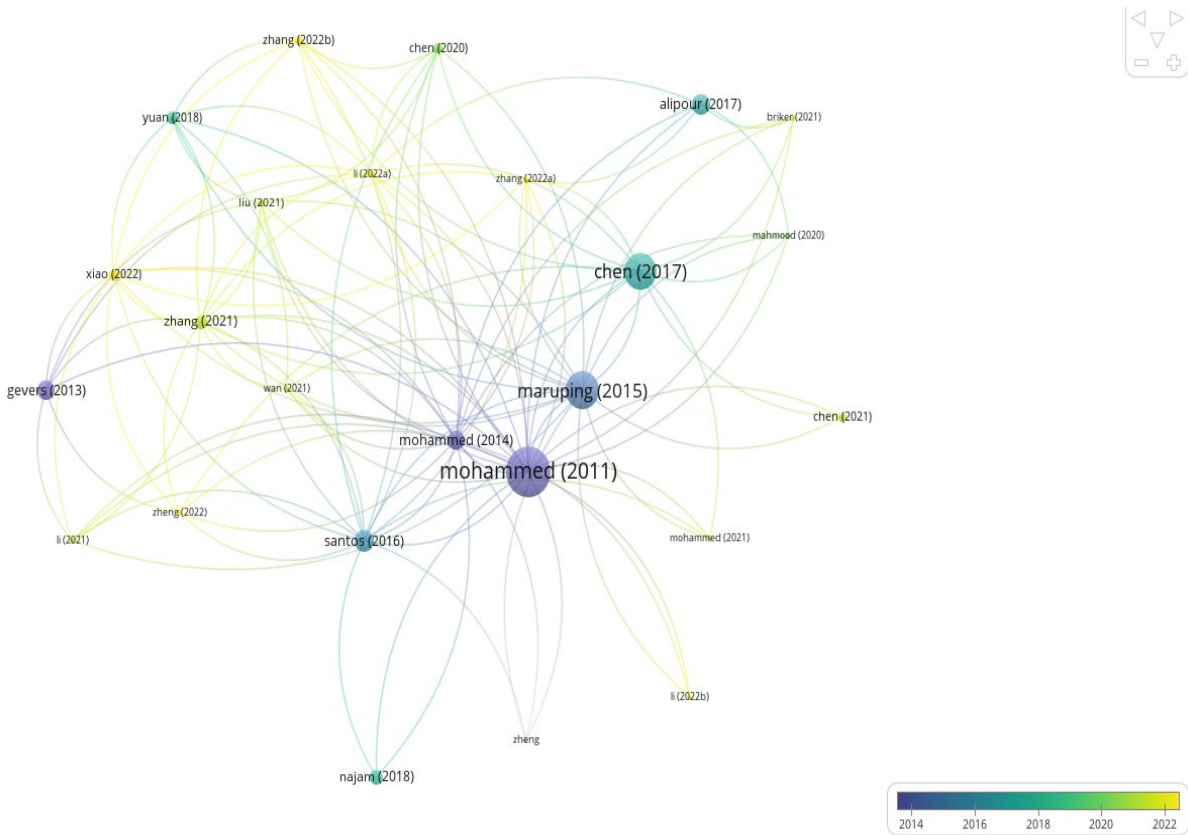 zhang (2022b)
chen (2020)
alipour (2017)
briker (2021)
yuan (2018)
li (2022a)
zhang (2022a)
liu (2021)
mahmood (2020)
xiao (2022)
chen (2017)
zhang (2021)
gevers (2013)
wan (2021)
maruping (2015)
chen (2021)
mohammed (2014)
mohammed (2011)
zheng (2022)
li (2021)
santos (2016)
mohammed (2021)
li (2022b)
zheng
najam (2018)
2014 2016 2018 2020 2022